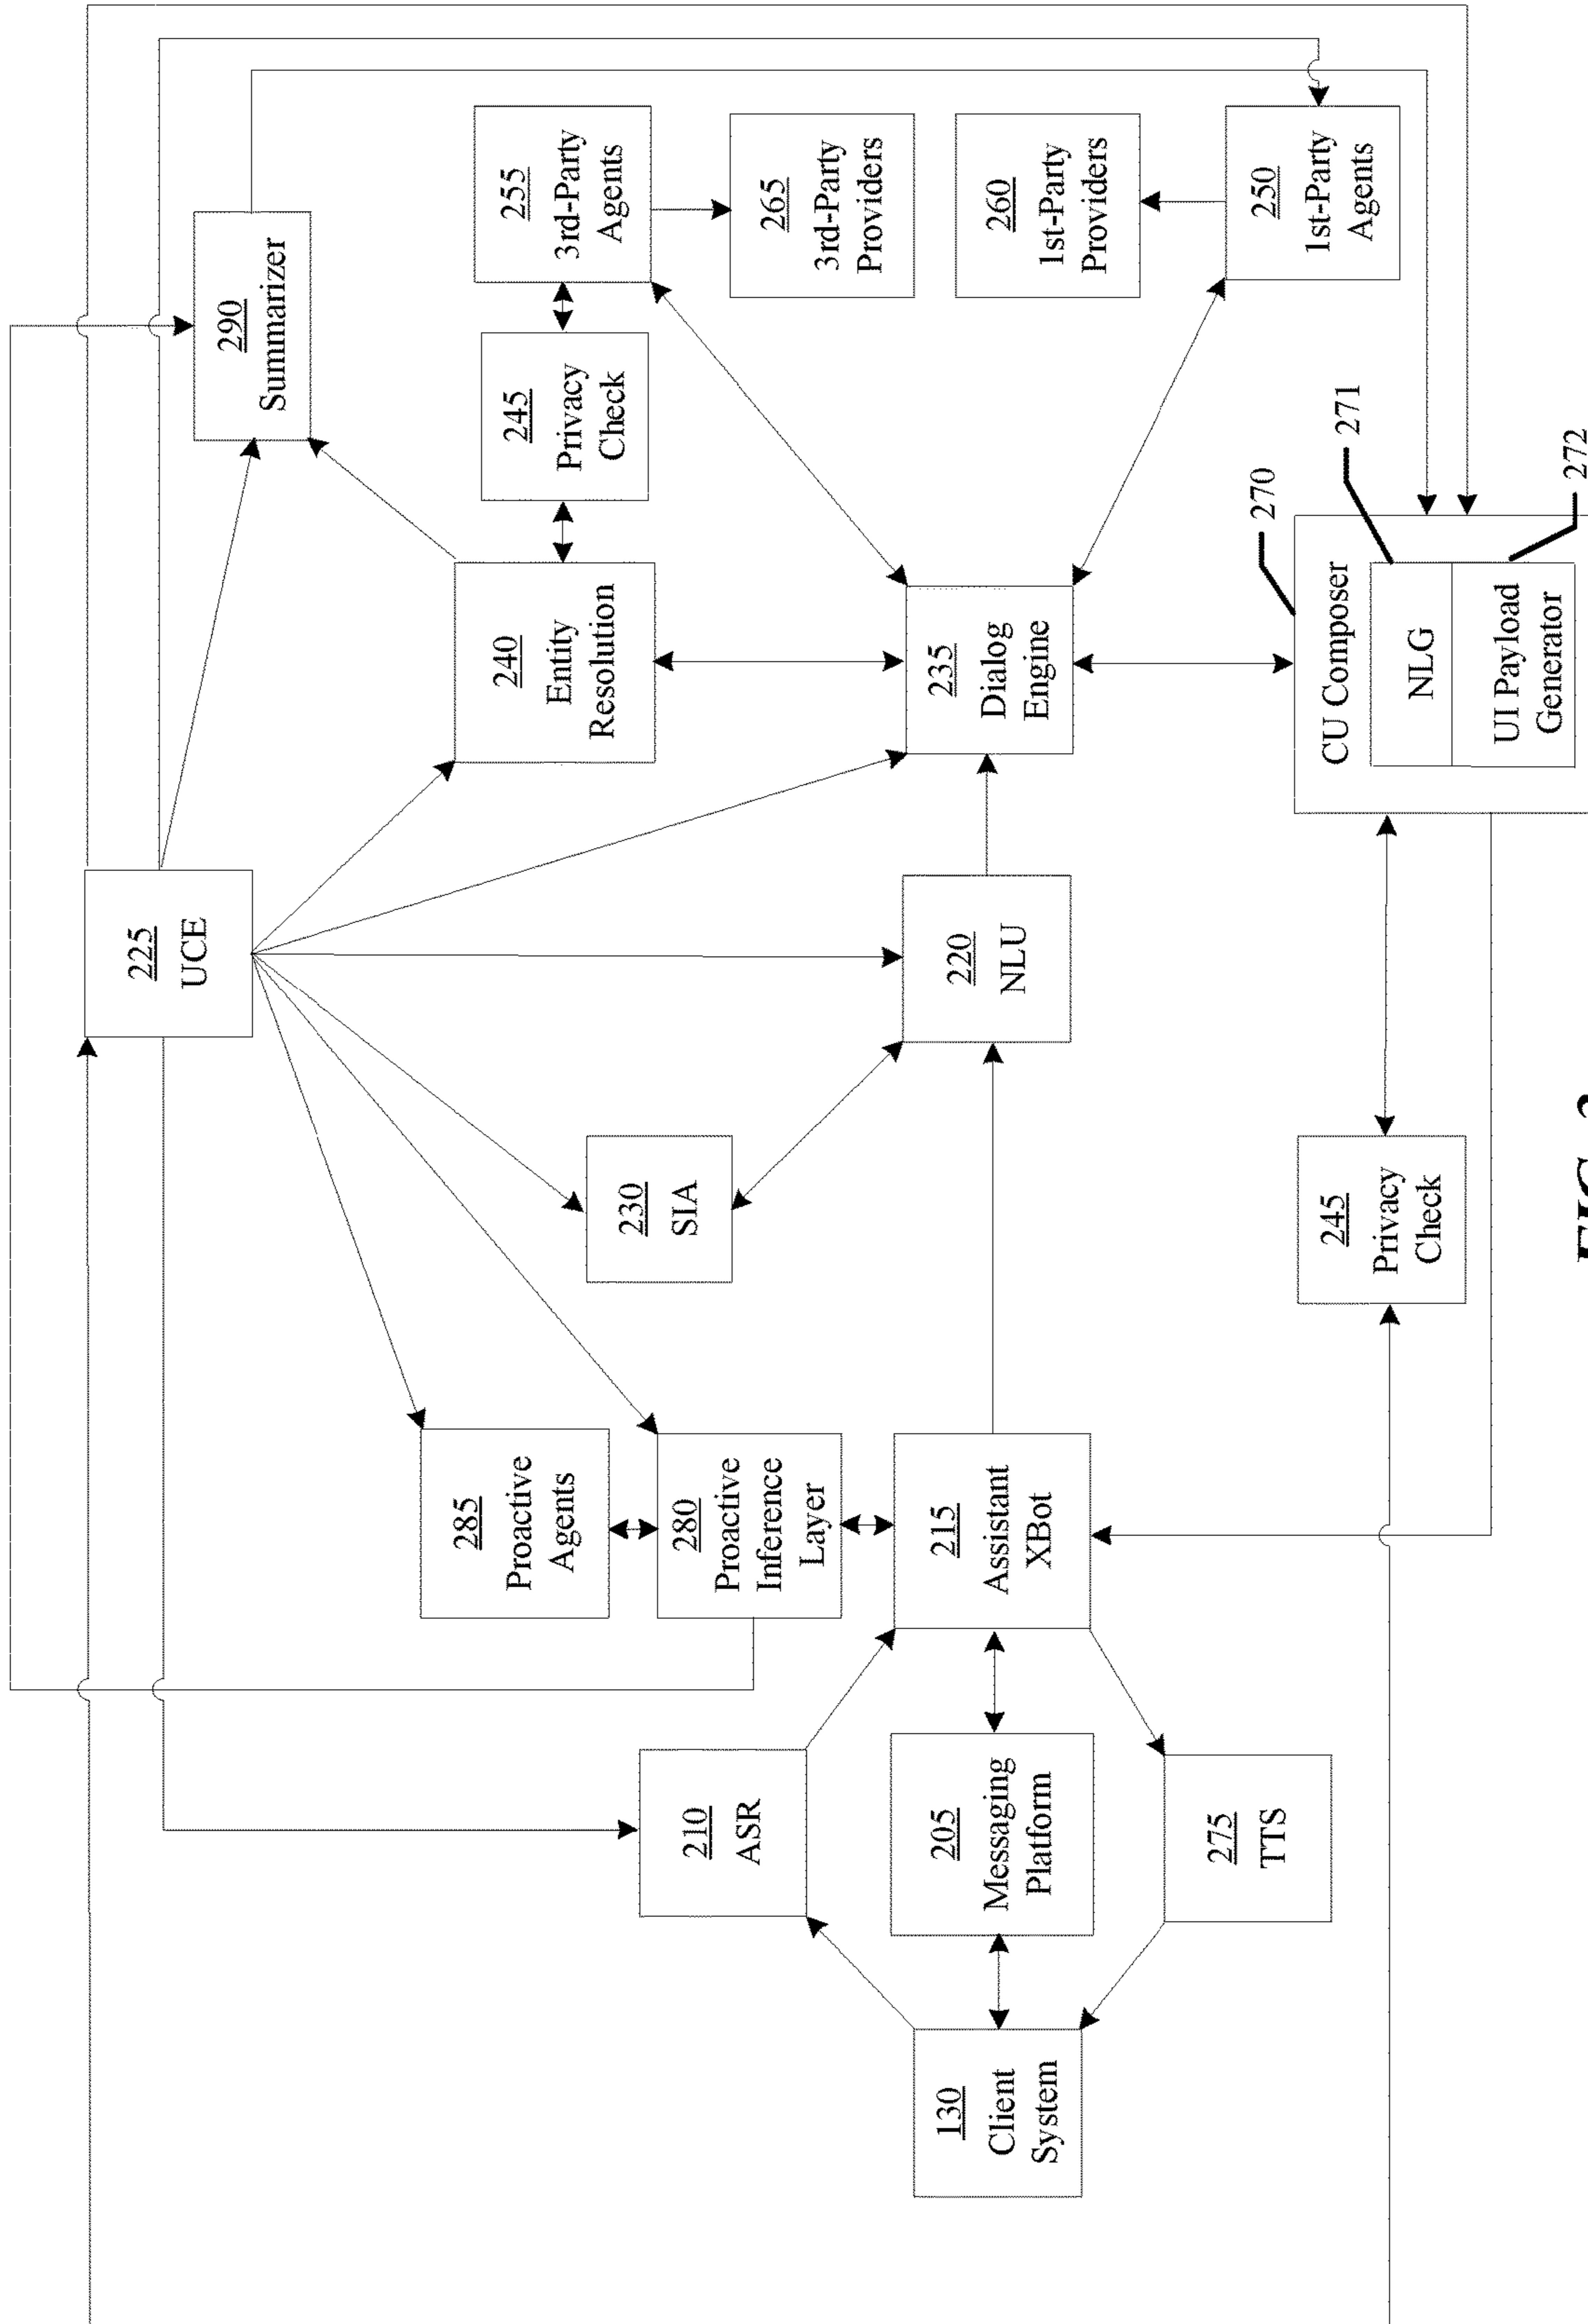 225
UCE
290
Summarizer
285
Proactive
Agents
240
Entity
Resolution
245
Privacy
Check
255
3rd-Party
Agents
230
SIA
210
ASR
280
Proactive
Inference
Layer
265
3rd-Party
Providers
130
Client
System
205
Messaging
Platform
215
Assistant
XBot
220
NLU
235
Dialog
Engine
260
1st-Party
Providers
275
TTS
250
1st-Party
Agents
270
271
245
Privacy
Check
CU Composer
NLG
UI Payload
Generator
272
FIG.